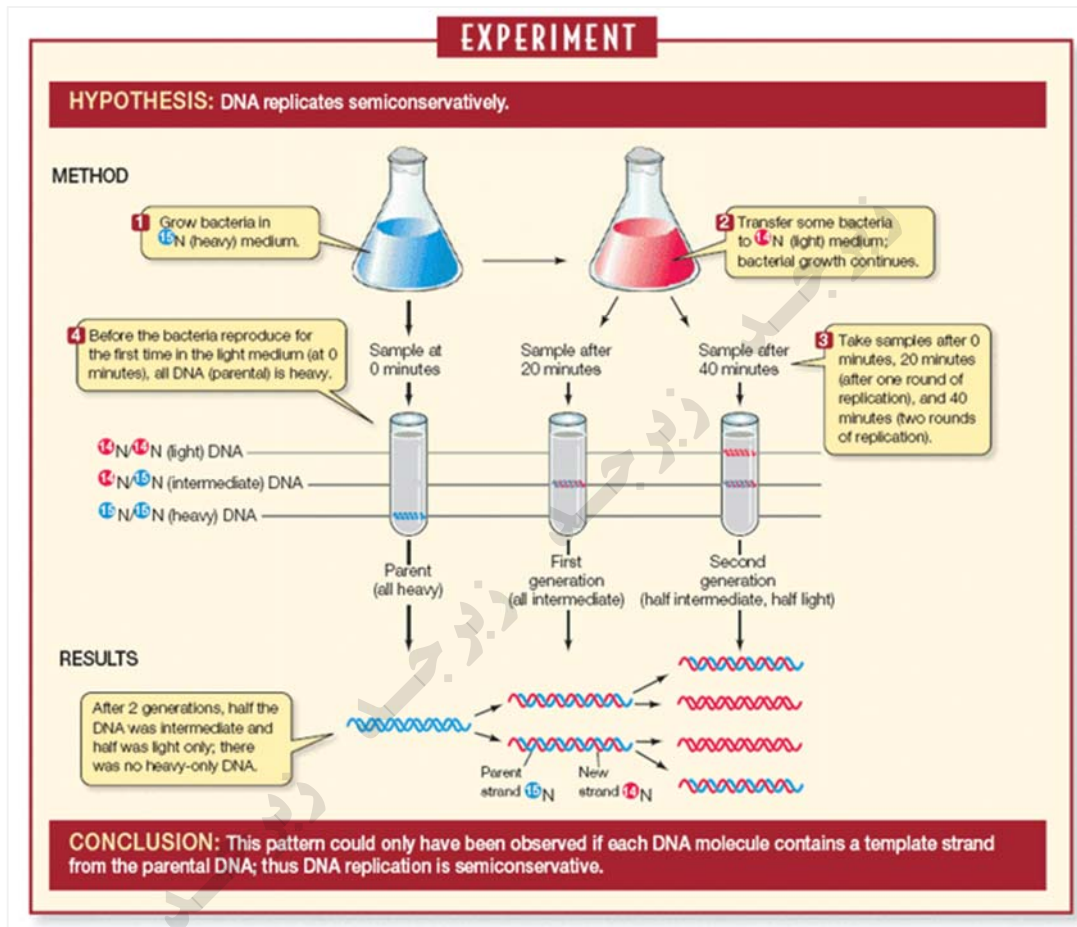 EXPERIMENT
HYPOTHESIS: DNA replicates semiconservatively.
METHOD
1 Grow bacteria in
15N (heavy) medium.
2 Transfer some bacteria
to 14N (light) medium;
bacterial growth continues.
4 Before the bacteria reproduce for
the first time in the light medium (at 0
minutes), all DNA (parental) is heavy.
Sample at
0 minutes
Sample after
20 minutes
Sample after
40 minutes
3 Take samples after 0
minutes, 20 minutes
(after one round of
replication), and 40
minutes (two rounds
of replication).
14N/14N (light) DNA
14N/15N (intermediate) DNA
15N/15N (heavy) DNA
Parent
(all heavy)
First
generation
(all intermediate)
Second
generation
(half intermediate, half light)
RESULTS
After 2 generations, half the
DNA was intermediate and
half was light only; there
was no heavy-only DNA.
Parent
strand 15N
New
strand 14N
CONCLUSION: This pattern could only have been observed if each DNA molecule contains a template strand
from the parental DNA; thus DNA replication is semiconservative.
زبرجد
زبرجد
زبرجد